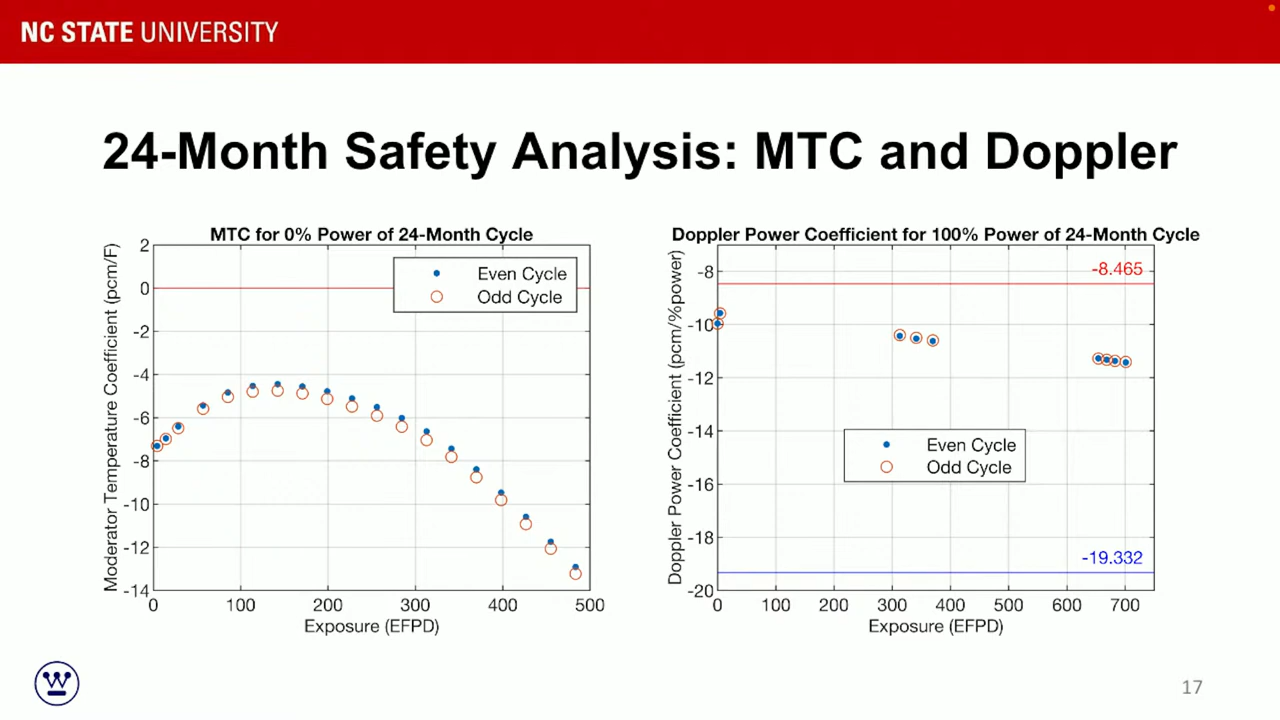 NC STATE UNIVERSITY
24-Month Safety Analysis: MTC and Doppler
MTC for 0% Power of 24-Month Cycle
Moderator Temperature Coefficient (pcm/F)
2
0
-2
-4
-6
-8
-10
-12
-14
Even Cycle
Odd Cycle
0 100 200 300 400 500
Exposure (EFPD)
Doppler Power Coefficient for 100% Power of 24-Month Cycle
Doppler Power Coefficient (pcm/%power)
-8
-10
-12
-14
-16
-18
-20
-8.465
Even Cycle
Odd Cycle
-19.332
0 100 200 300 400 500 600 700
Exposure (EFPD)
W
17